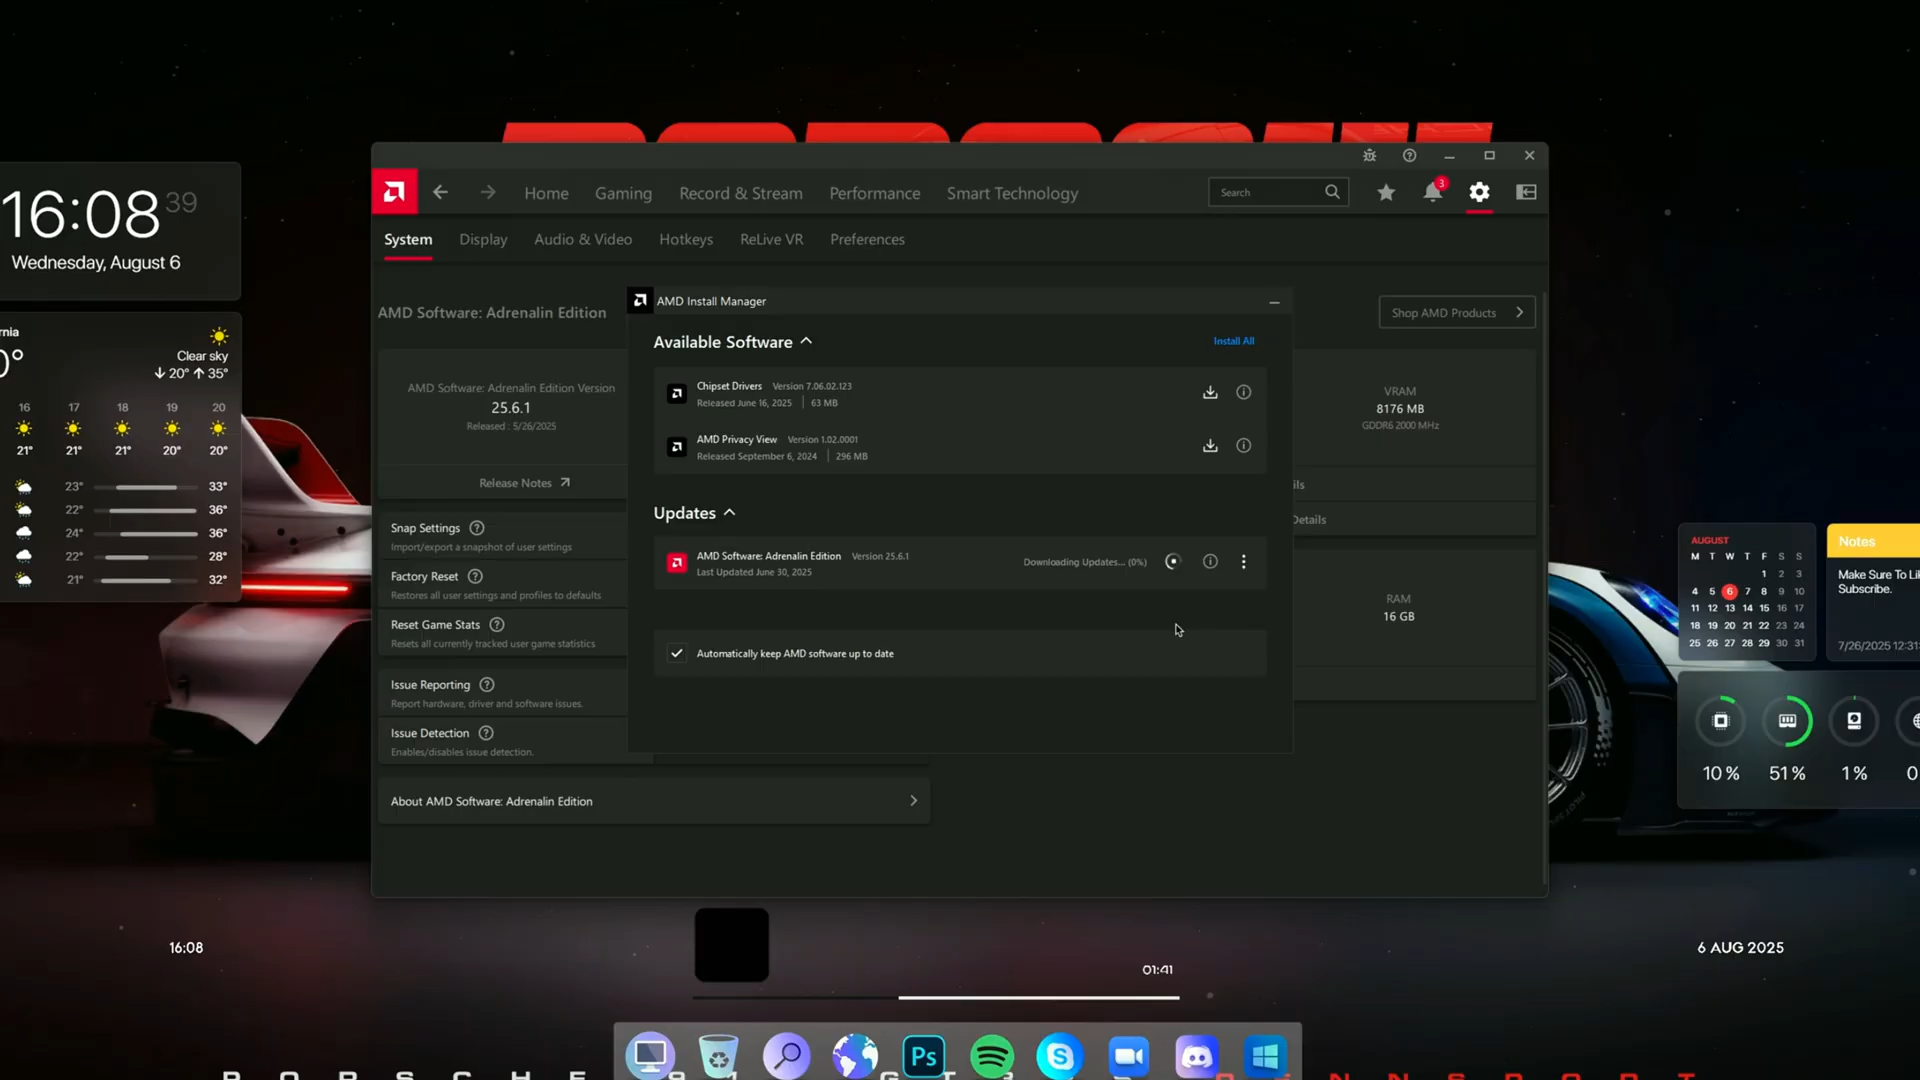 16:08 39
Wednesday, August 6
rnia
0°
Clear sky
20° 35°
16 17 18 19 20
21° 21° 21° 20° 20°
23° 33°
22° 36°
24° 36°
22° 28°
21° 32°
Home Gaming Record & Stream Performance Smart Technology
Search
3
System Display Audio & Video Hotkeys ReLive VR Preferences
AMD Software: Adrenalin Edition
Shop AMD Products
AMD Software: Adrenalin Edition Version
25.6.1
Released : 5/26/2025
Release Notes
Snap Settings
Import/export a snapshot of user settings
Factory Reset
Restores all user settings and profiles to defaults
Reset Game Stats
Resets all currently tracked user game statistics
Issue Reporting
Report hardware, driver and software issues.
Issue Detection
Enables/disables issue detection.
About AMD Software: Adrenalin Edition
AMD Install Manager
Available Software
Install All
Chipset Drivers Version 7.06.02.123
Released June 16, 2025 | 63 MB
AMD Privacy View Version 1.02.0001
Released September 6, 2024 | 296 MB
Updates
AMD Software: Adrenalin Edition Version 25.6.1
Last Updated June 30, 2025
Downloading Updates... (0%)
Automatically keep AMD software up to date
VRAM
8176 MB
GDDR6 2000 MHz
ils
Details
RAM
16 GB
AUGUST
M T W T F S S
1 2 3
4 5 6 7 8 9 10
11 12 13 14 15 16 17
18 19 20 21 22 23 24
25 26 27 28 29 30 31
Notes
Make Sure To Li
Subscribe.
7/26/2025 12:31:
10% 51% 1% 0
16:08
01:41
6 AUG 2025
Ps